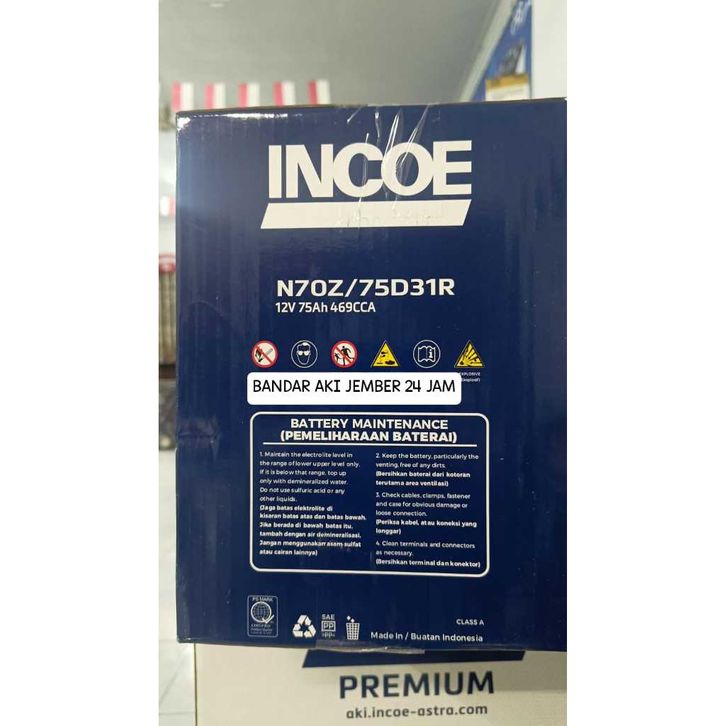 INCOE
N70Z/75D31R
12V 75Ah 469CCA
BANDAR AKI JEMBER 24 JAM
BATTERY MAINTENANCE
(PEMELIHARAAN BATERAI)
1. Maintain the electrolite level in
the range of lower upper level only.
If it is below that range, top up
only with demineralized water.
Do not use sulfuric acid or any
other liquids.
(Jaga batas elektrolite di
kisaran batas atas dan batas bawah.
Jika berada di bawah batas itu,
tambah dengan air demineralisasi.
Jangan menggunakan asam sulfat
atau cairan lainnya)
2. Keep the battery, particularly the
venting, free of any dirts.
(Bersihkan baterai dari kotoran
terutama area ventilasi)
3. Check cables, clamps, fastener
and case for obvious damage or
loose connection.
(Periksa kabel, atau koneksi yang
longgar)
4. Clean terminals and connectors
as necessary.
(Bersihkan terminal dan konektor)
PS MARK
SAE
PP
CLASS A
Made In / Buatan Indonesia
PREMIUM
aki.incoe-astra.com